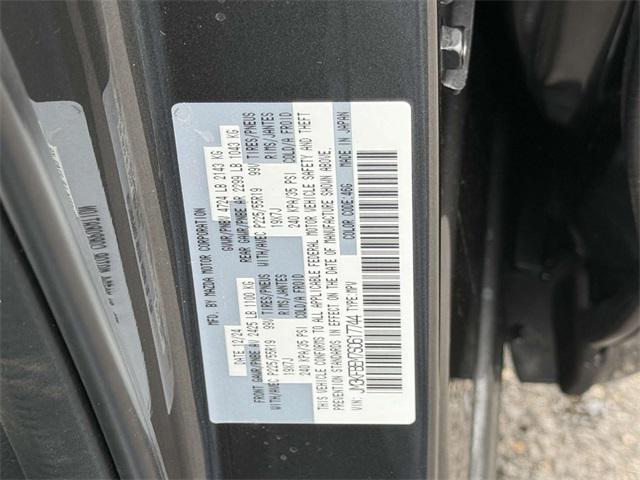 MFD. BY MAZDA MOTOR CORPORATION
DATE 12/24 GVWR/PNBV 4724 LB 2143 KG
FRONT GAWR/PNBE AV 2425 LB 1100 KG REAR GAWR/PNBE AR 2299 LB 1043 KG
WITH/AVEC P225/55R19 99V TIRES/PNEUS WITH/AVEC P225/55R19 99V TIRES/PNEUS
19X7J RIMS/JANTES 19X7J RIMS/JANTES
240 KPA/35 PSI COLD/A FROID 240 KPA/35 PSI COLD/A FROID
THIS VEHICLE CONFORMS TO ALL APPLICABLE FEDERAL MOTOR VEHICLE SAFETY AND THEFT
PREVENTION STANDARDS IN EFFECT ON THE DATE OF MANUFACTURE SHOWN ABOVE.
COLOR CODE:46G MADE IN JAPAN
VIN: TYPE:MPV